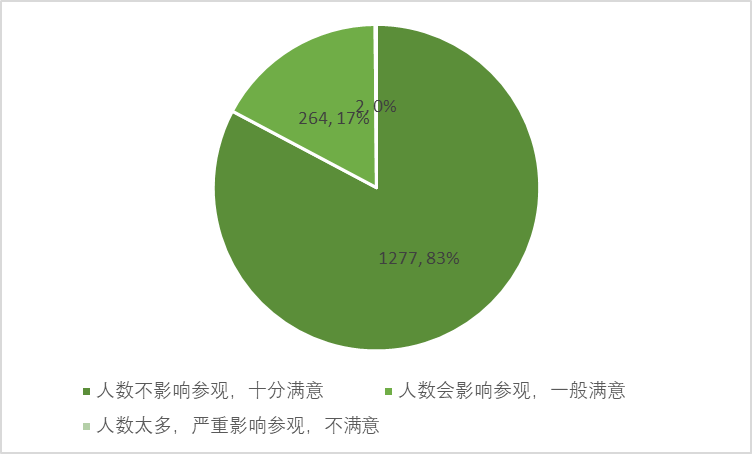 2, 0%
264, 17%
1277, 83%
人数不影响参观，十分满意
人数会影响参观，一般满意
人数太多，严重影响参观，不满意